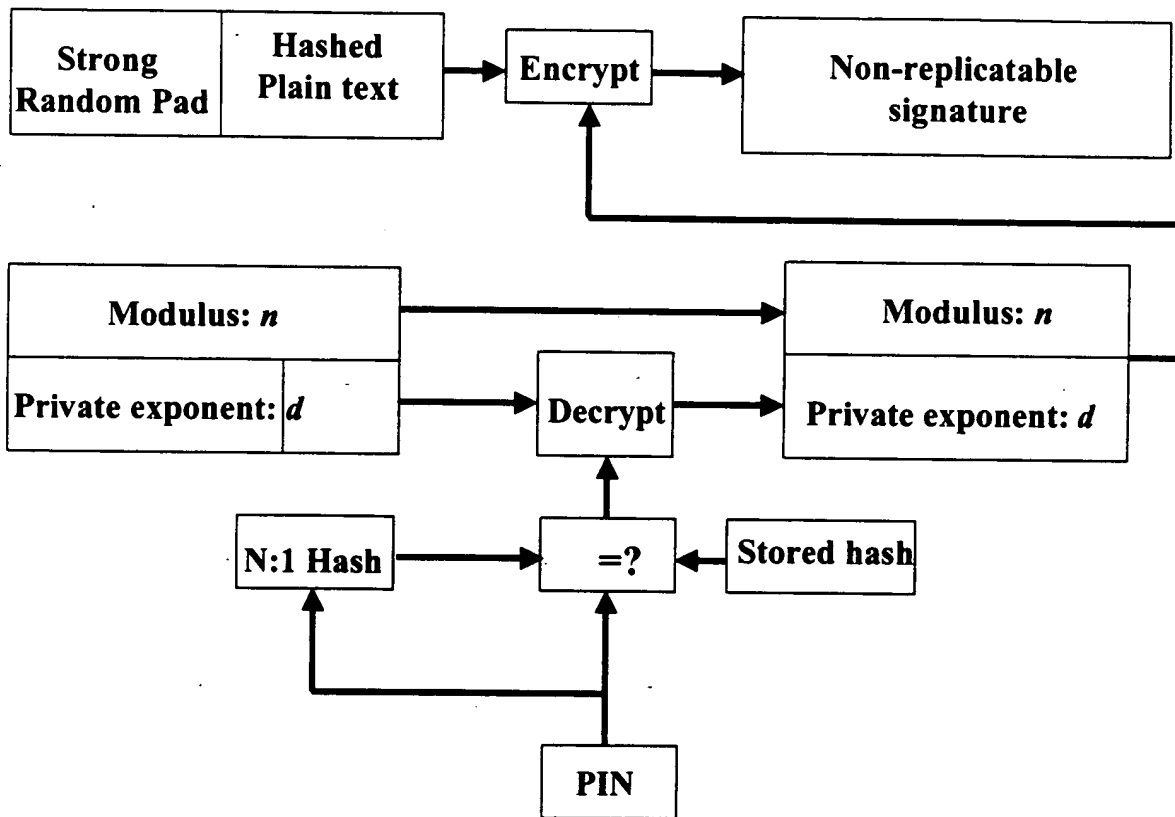 Strong
Random Pad
Hashed
Plain text
Encrypt
Non-replicatable
signature
Modulus: n
Private exponent: d
Decrypt
Modulus: n
Private exponent: d
N:1 Hash
=?
Stored hash
PIN